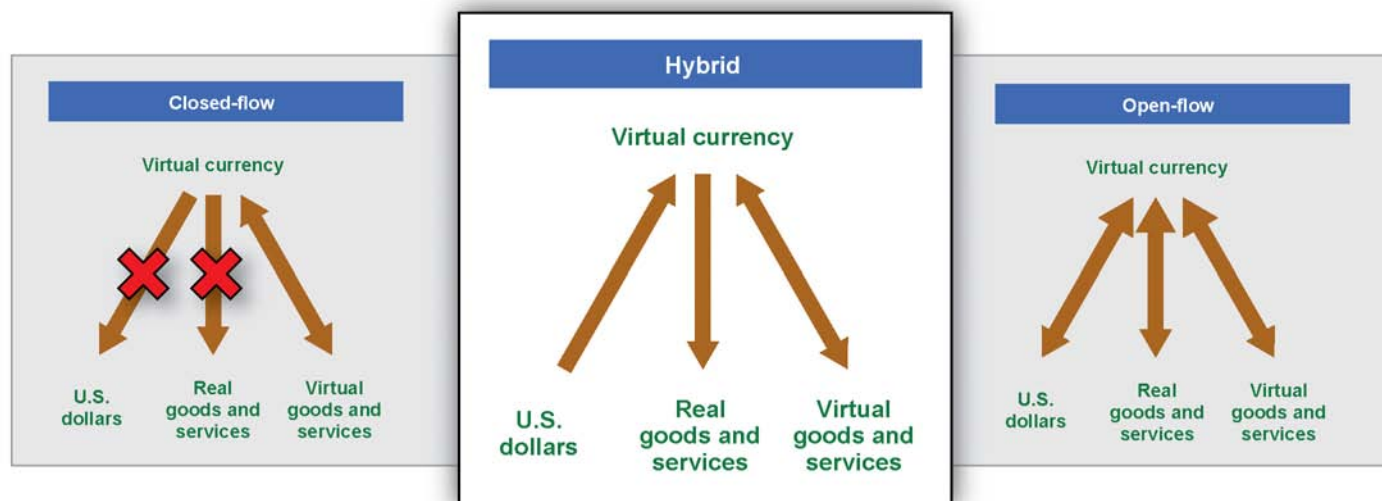 Closed-flow
Virtual currency
U.S.
dollars
Real
goods and
services
Virtual
goods and
services
Hybrid
Virtual currency
U.S.
dollars
Real
goods and
services
Virtual
goods and
services
Open-flow
Virtual currency
U.S.
dollars
Real
goods and
services
Virtual
goods and
services